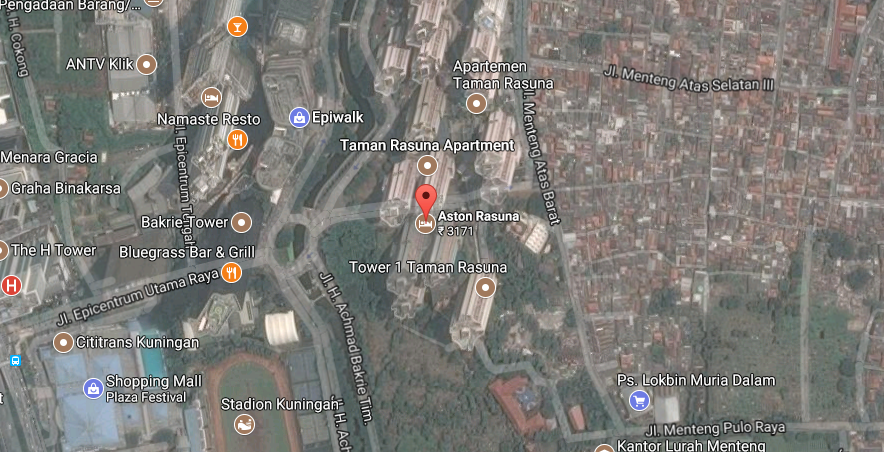 Pengadaan Barang/...
Jl. H. Cokong
ANTV Klik
Apartemen
Taman Rasuna
Jl. Menteng Atas Selatan III
Namaste Resto
Epiwalk
Jl. Epicentrum Tengah
Jl. Menteng Atas Barat
Taman Rasuna Apartment
Menara Gracia
Graha Binakarsa
Bakrie Tower
Aston Rasuna
₹ 3171
The H Tower
Bluegrass Bar & Grill
Tower 1 Taman Rasuna
H
Jl. Epicentrum Utama Raya
Jl. H. Achmad Bakrie Tim.
Cititrans Kuningan
Shopping Mall
Plaza Festival
Ps. Lokbin Muria Dalam
Stadion Kuningan
Jl. H. Ach
Jl. Menteng Pulo Raya
Kantor Lurah Menteng